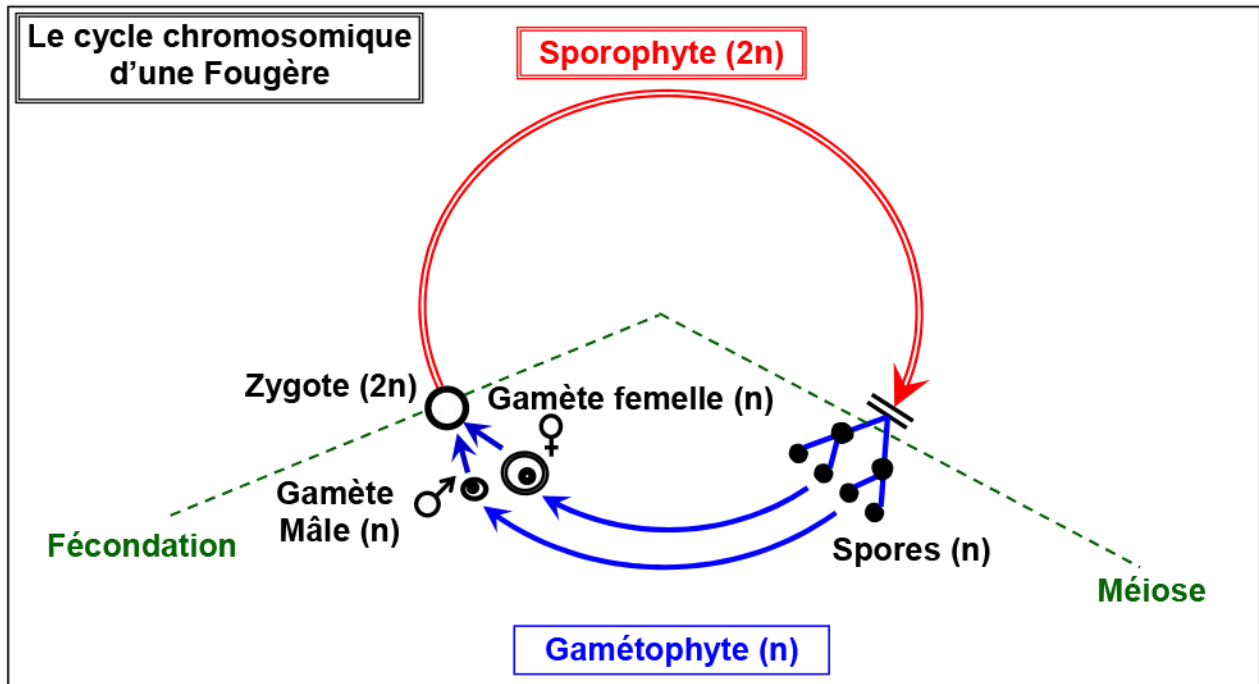 Le cycle chromosomique
d’une Fougère
Sporophyte (2n)
Zygote (2n)
Gamète femelle (n)
Gamète
Mâle (n)
Fécondation
Spores (n)
Méiose
Gamétophyte (n)